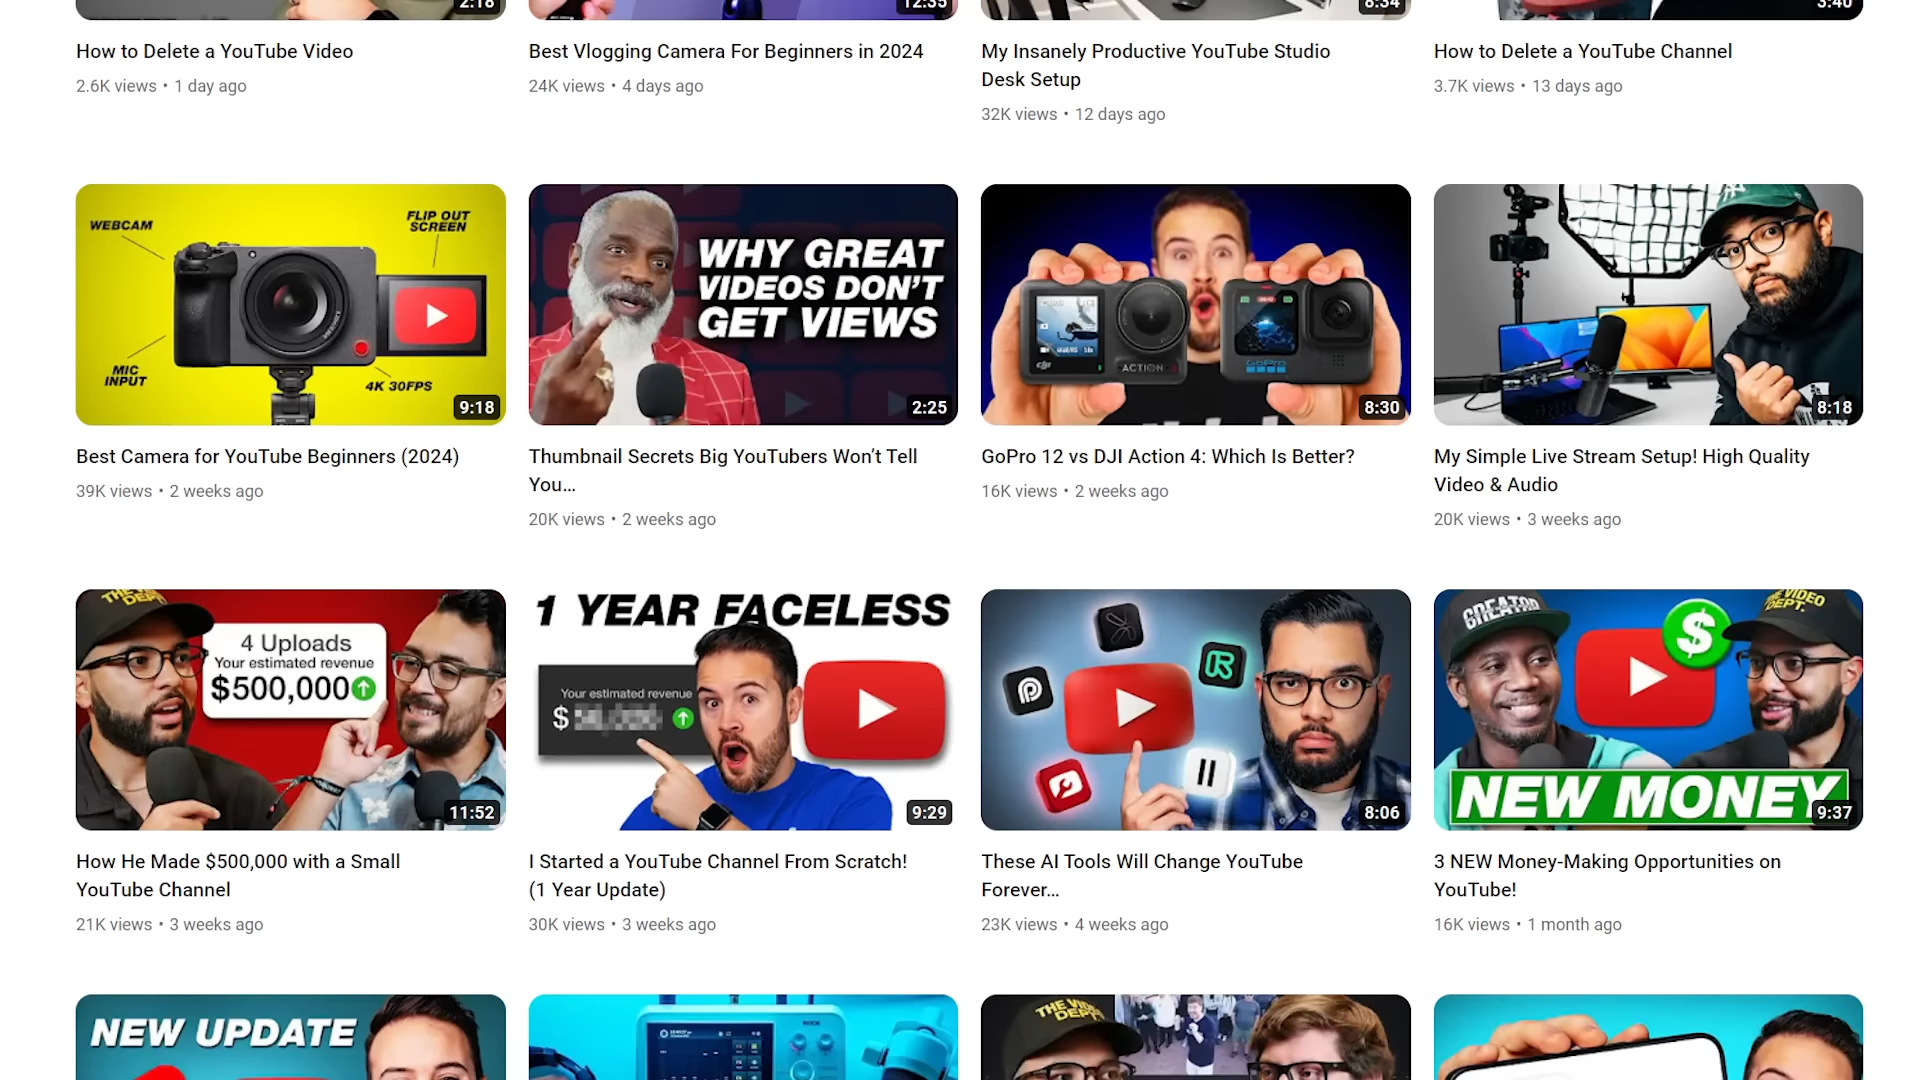 2:18
12:35
8:34
3:40
How to Delete a YouTube Video
2.6K views • 1 day ago
Best Vlogging Camera For Beginners in 2024
24K views • 4 days ago
My Insanely Productive YouTube Studio
Desk Setup
32K views • 12 days ago
How to Delete a YouTube Channel
3.7K views • 13 days ago
WEBCAM
FLIP OUT
SCREEN
MIC
INPUT
4K 30FPS
9:18
WHY GREAT
VIDEOS DON'T
GET VIEWS
2:25
ACTION
GoPro
8:30
8:18
Best Camera for YouTube Beginners (2024)
39K views • 2 weeks ago
Thumbnail Secrets Big YouTubers Won’t Tell
You...
20K views • 2 weeks ago
GoPro 12 vs DJI Action 4: Which Is Better?
16K views • 2 weeks ago
My Simple Live Stream Setup! High Quality
Video & Audio
20K views • 3 weeks ago
THE VIDEO
DEPT.
4 Uploads
Your estimated revenue
$500,000
11:52
1 YEAR FACELESS
Your estimated revenue
$
9:29
8:06
CREATOR
THE VIDEO
DEPT.
$
NEW MONEY
9:37
How He Made $500,000 with a Small
YouTube Channel
21K views • 3 weeks ago
I Started a YouTube Channel From Scratch!
(1 Year Update)
30K views • 3 weeks ago
These AI Tools Will Change YouTube
Forever...
23K views • 4 weeks ago
3 NEW Money-Making Opportunities on
YouTube!
16K views • 1 month ago
NEW UPDATE
RODE
THE VIDEO
DEPT.